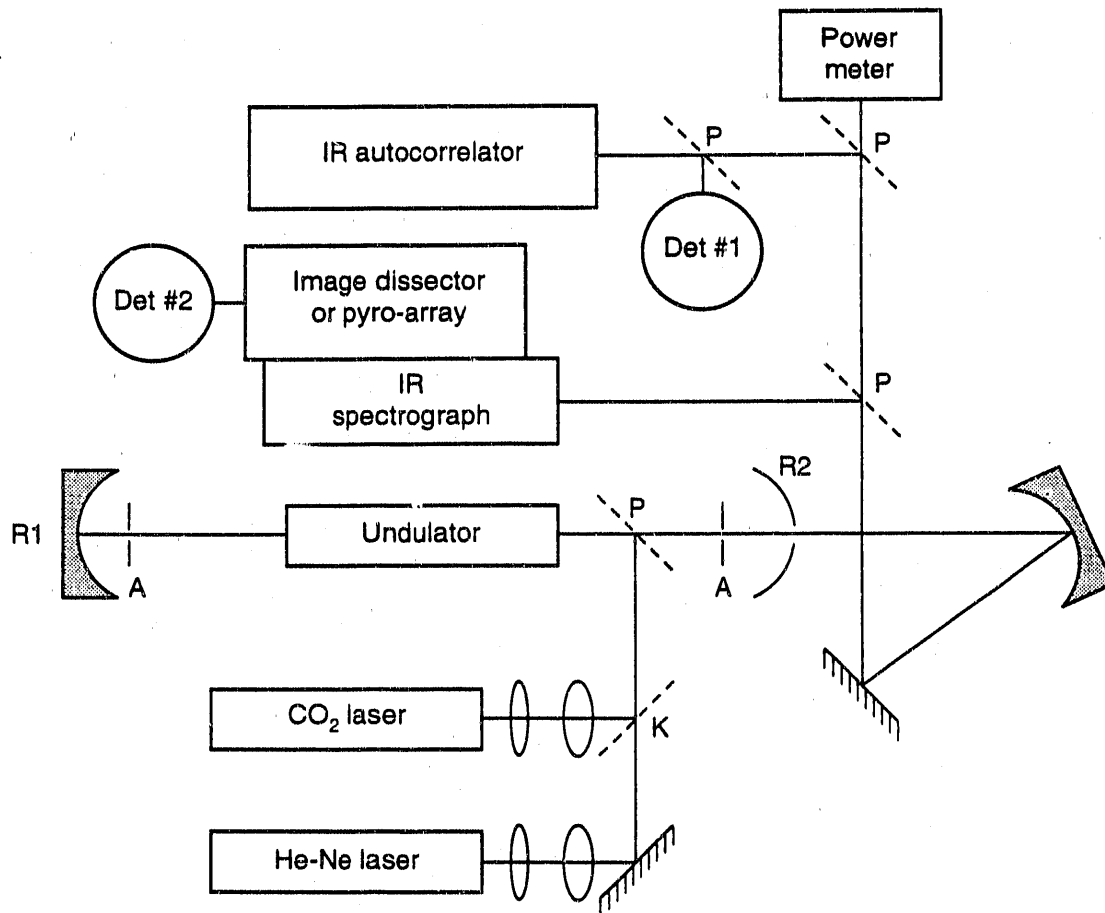 Power
meter
P
P
IR autocorrelator
Det #1
Det #2
Image dissector
or pyro-array
P
IR
spectrograph
R2
P
R1
Undulator
A
A
CO₂ laser
K
He-Ne laser